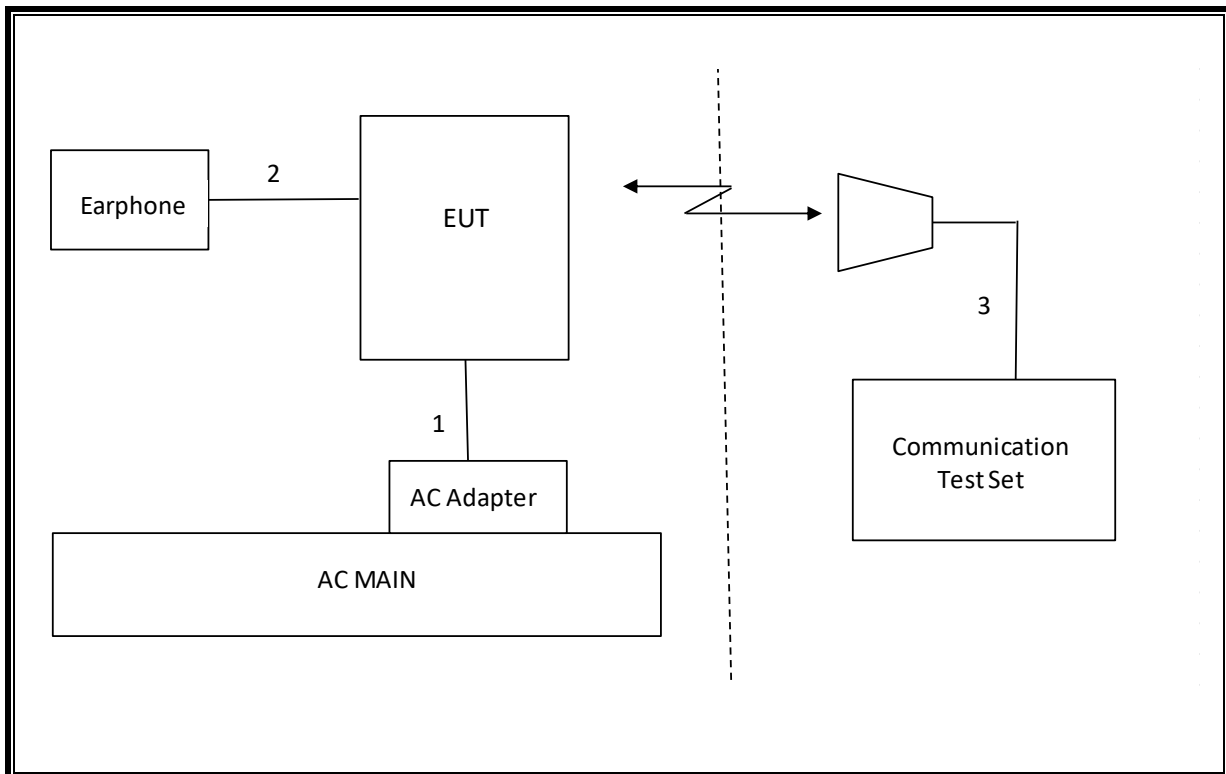 2
Earphone
EUT
3
1
Communication
Test Set
AC Adapter
AC MAIN